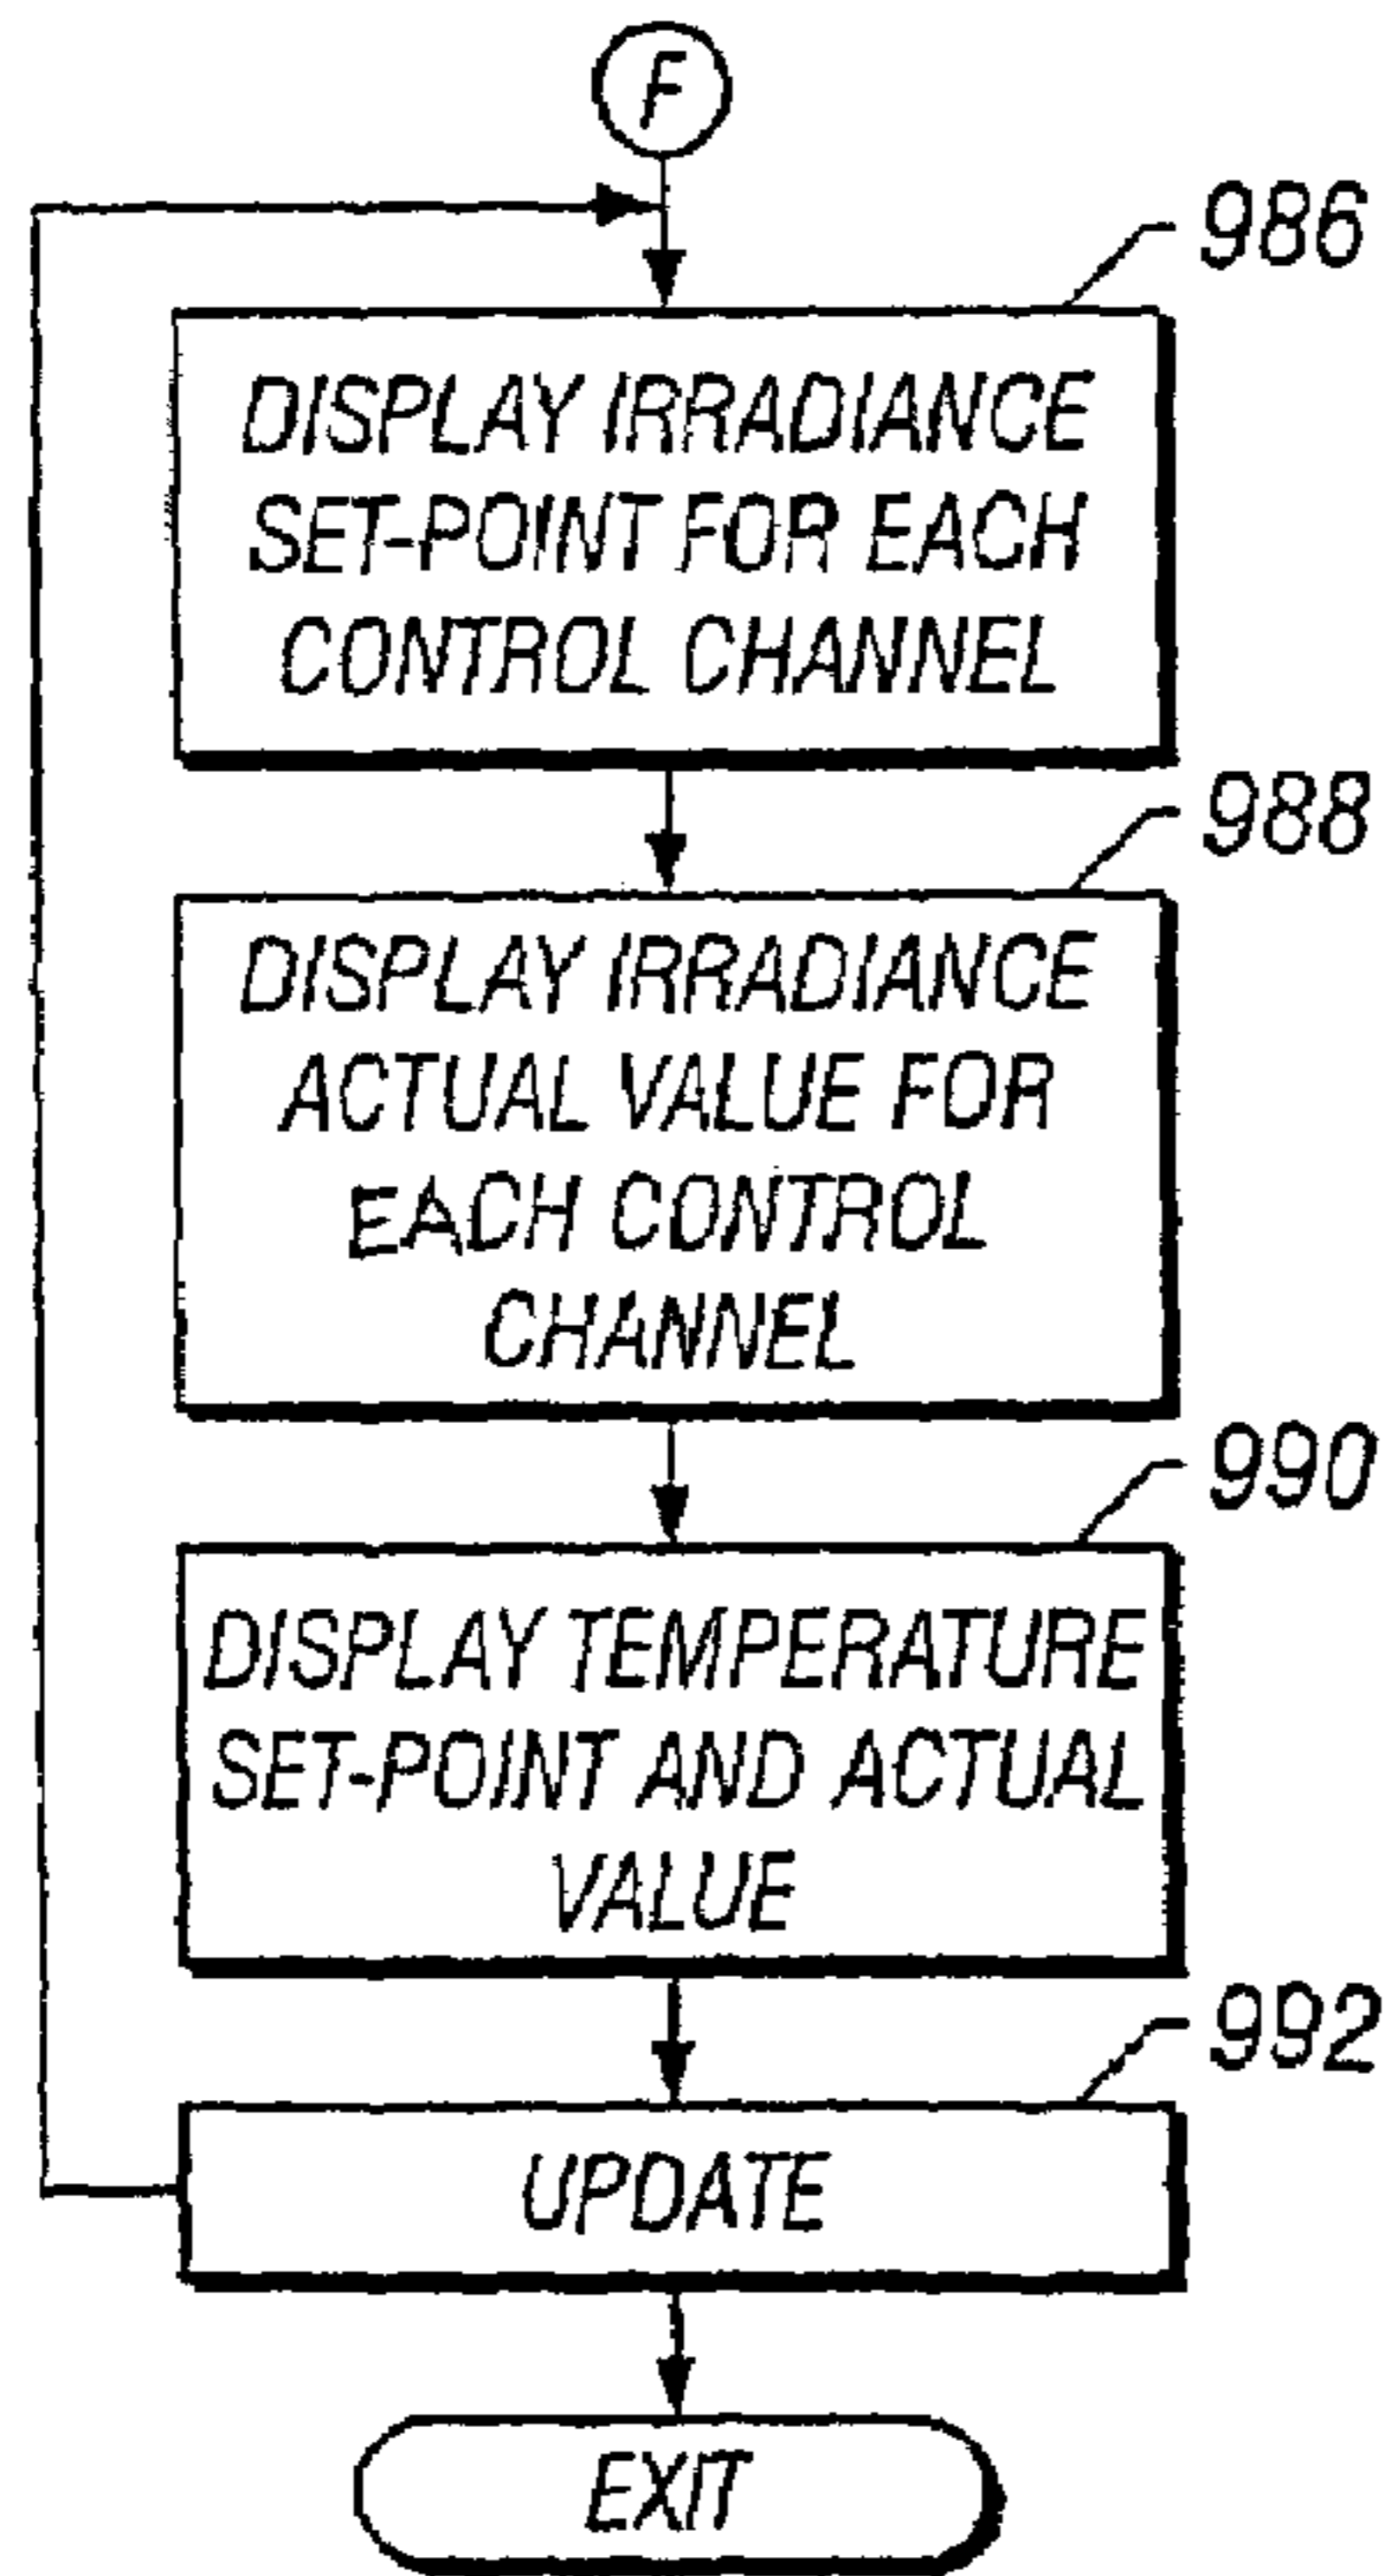 F
986
DISPLAY IRRADIANCE
SET-POINT FOR EACH
CONTROL CHANNEL
988
DISPLAY IRRADIANCE
ACTUAL VALUE FOR
EACH CONTROL
CHANNEL
990
DISPLAY TEMPERATURE
SET-POINT AND ACTUAL
VALUE
992
UPDATE
EXIT